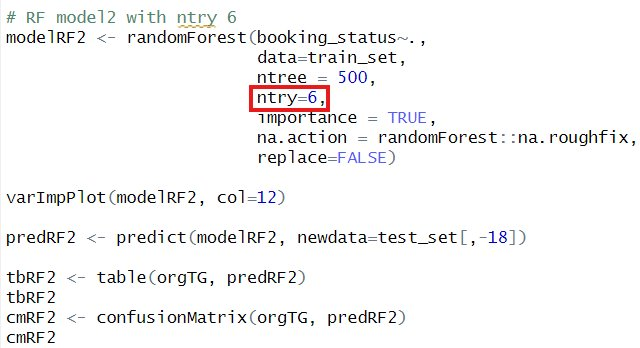 # RF model2 with ntry 6
modelRF2 <- randomForest(booking_status~.,
data=train_set,
ntree = 500,
ntry=6,
importance = TRUE,
na.action = randomForest::na.roughfix,
replace=FALSE)
varImpPlot(modelRF2, col=12)
predRF2 <- predict(modelRF2, newdata=test_set[,-18])
tbRF2 <- table(orgTG, predRF2)
tbRF2
cmRF2 <- confusionMatrix(orgTG, predRF2)
cmRF2